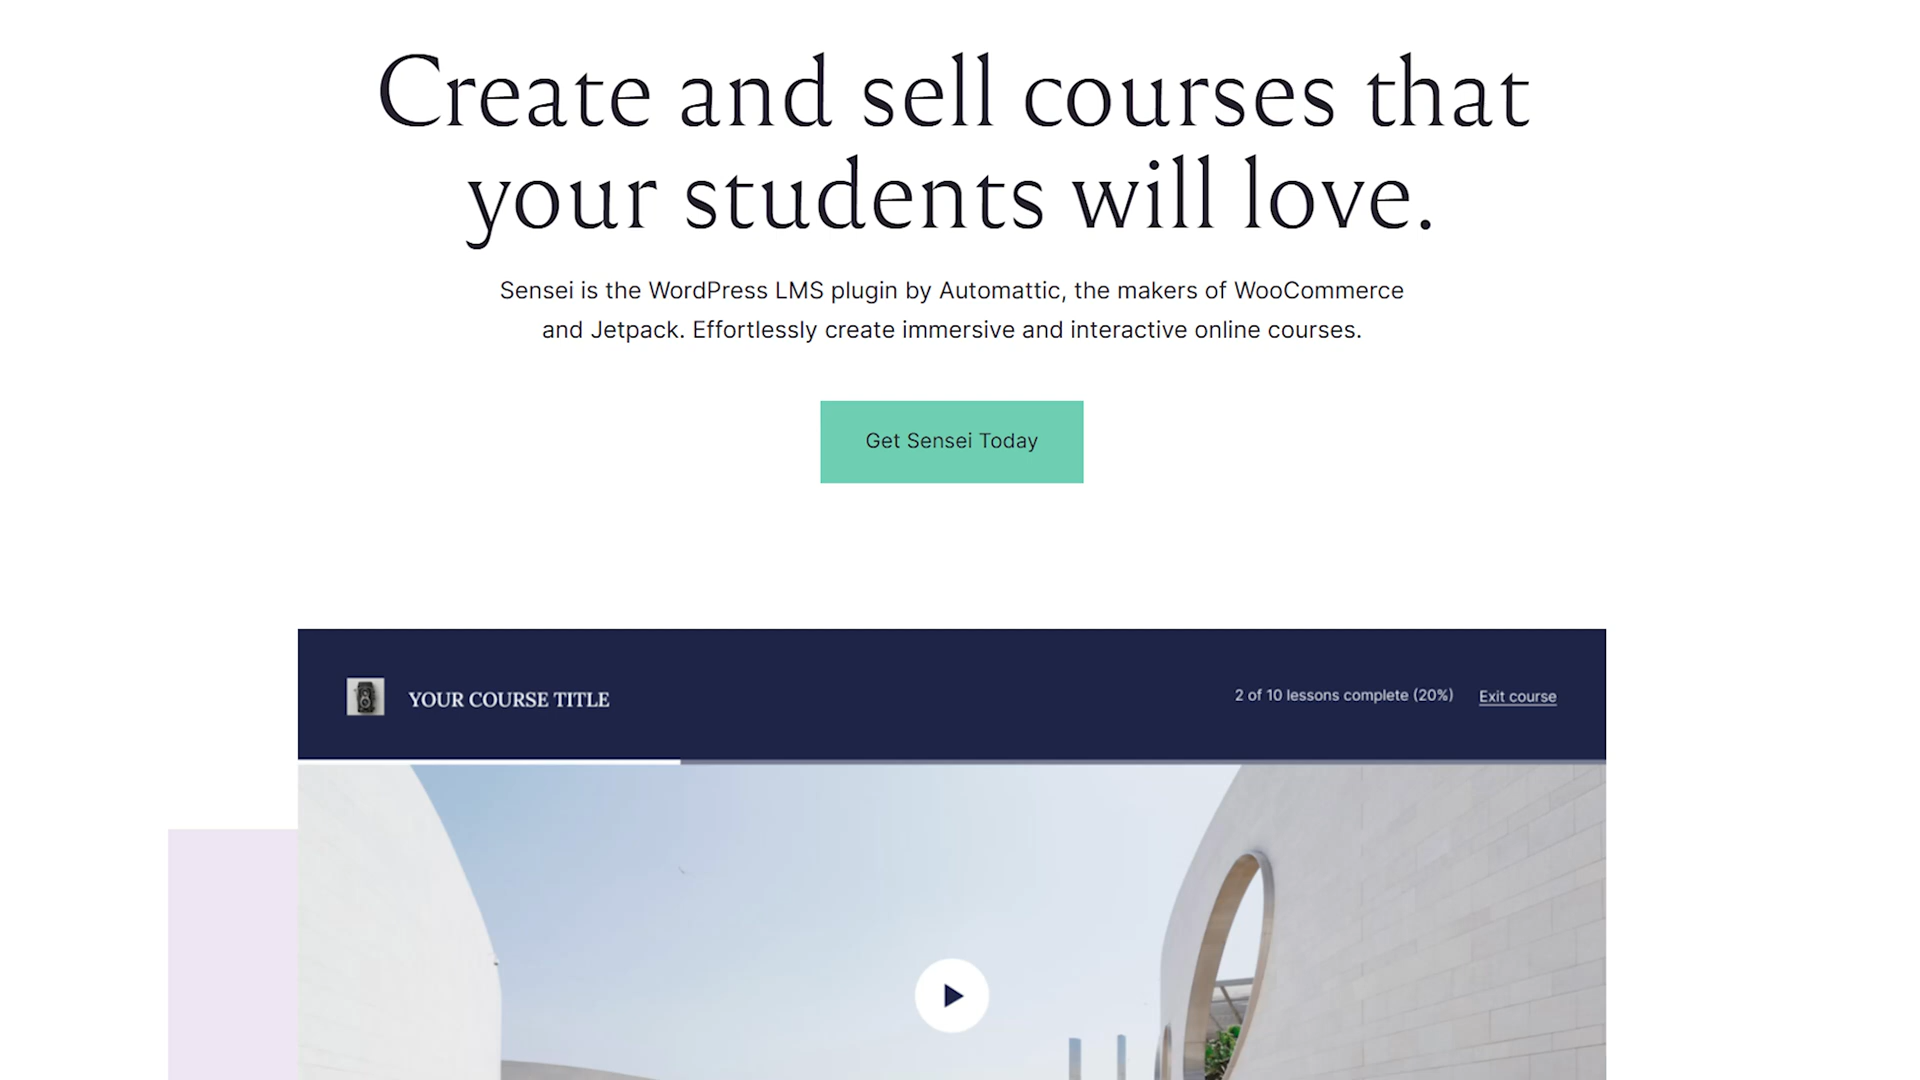 Create and sell courses that
your students will love.
Sensei is the WordPress LMS plugin by Automattic, the makers of WooCommerce
and Jetpack. Effortlessly create immersive and interactive online courses.
Get Sensei Today
YOUR COURSE TITLE
2 of 10 lessons complete (20%) Exit course